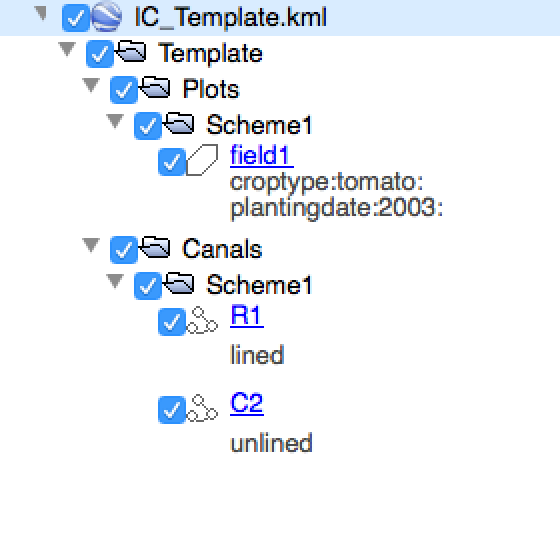 IC_Template.kml
Template
Plots
Scheme1
field1
croptype:tomato:
plantingdate:2003:
Canals
Scheme1
R1
lined
C2
unlined